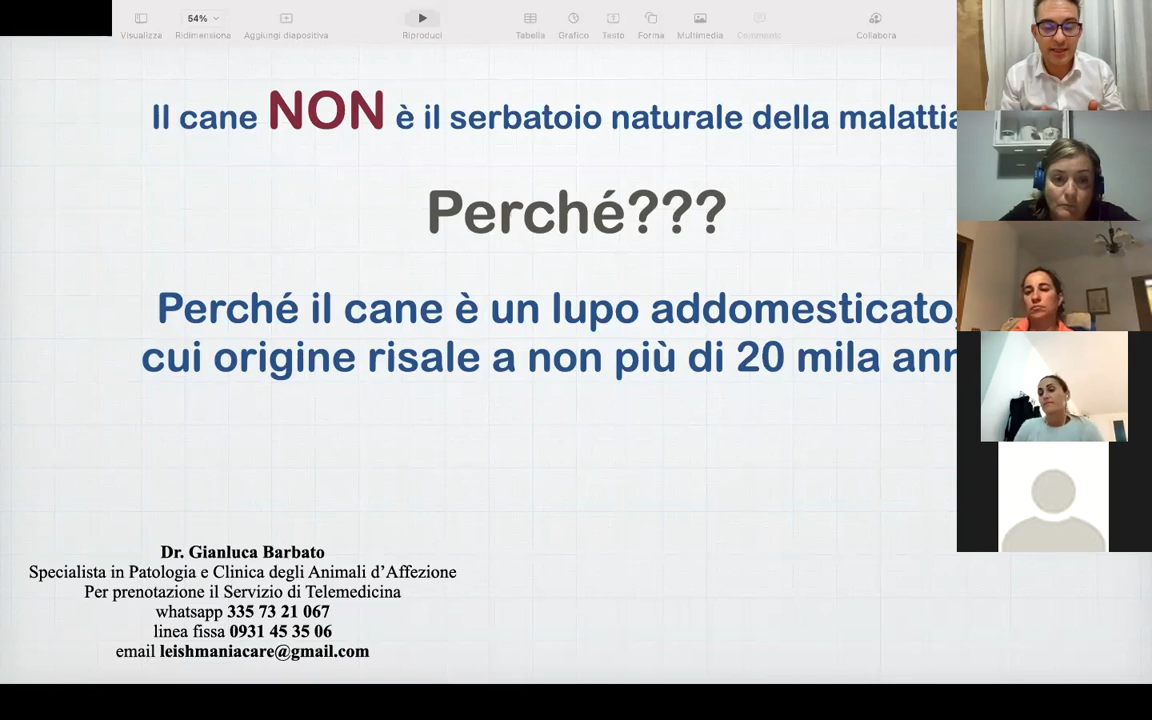 54%
Visualizza Ridimensiona Aggiungi diapositiva Riproduci Tabella Grafico Testo Forma Multimedia Commento Collabora
Il cane NON è il serbatoio naturale della malattia
Perché???
Perché il cane è un lupo addomesticato,
cui origine risale a non più di 20 mila
Dr. Gianluca Barbato
Specialista in Patologia e Clinica degli Animali d'Affezione
Per prenotazione il Servizio di Telemedicina
whatsapp 335 73 21 067
linea fissa 0931 45 35 06
email leishmaniacare@gmail.com